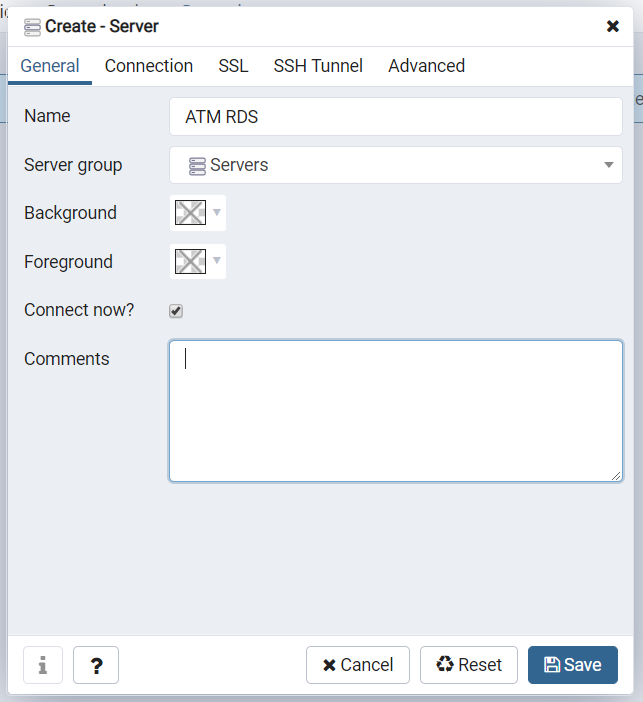 Create - Server
General Connection SSL SSH Tunnel Advanced
Name ATM RDS
Server group Servers
Background
Foreground
Connect now?
Comments
i ? Cancel Reset Save